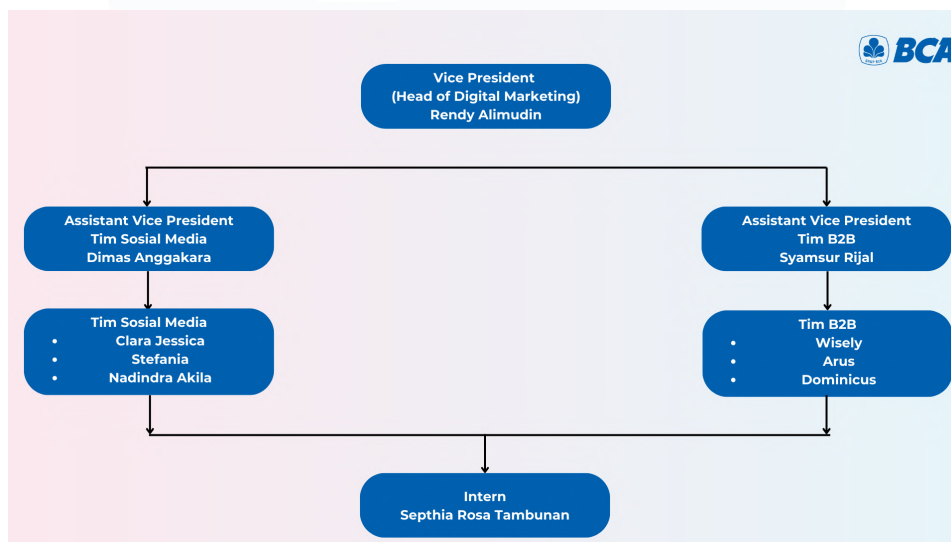 BCA
Vice President
(Head of Digital Marketing)
Rendy Alimudin
Assistant Vice President
Tim Sosial Media
Dimas Anggakara
Assistant Vice President
Tim B2B
Syamsur Rijal
Tim Sosial Media
• Clara Jessica
• Stefania
• Nadindra Akila
Tim B2B
• Wisely
• Arus
• Dominicus
Intern
Septhia Rosa Tambunan